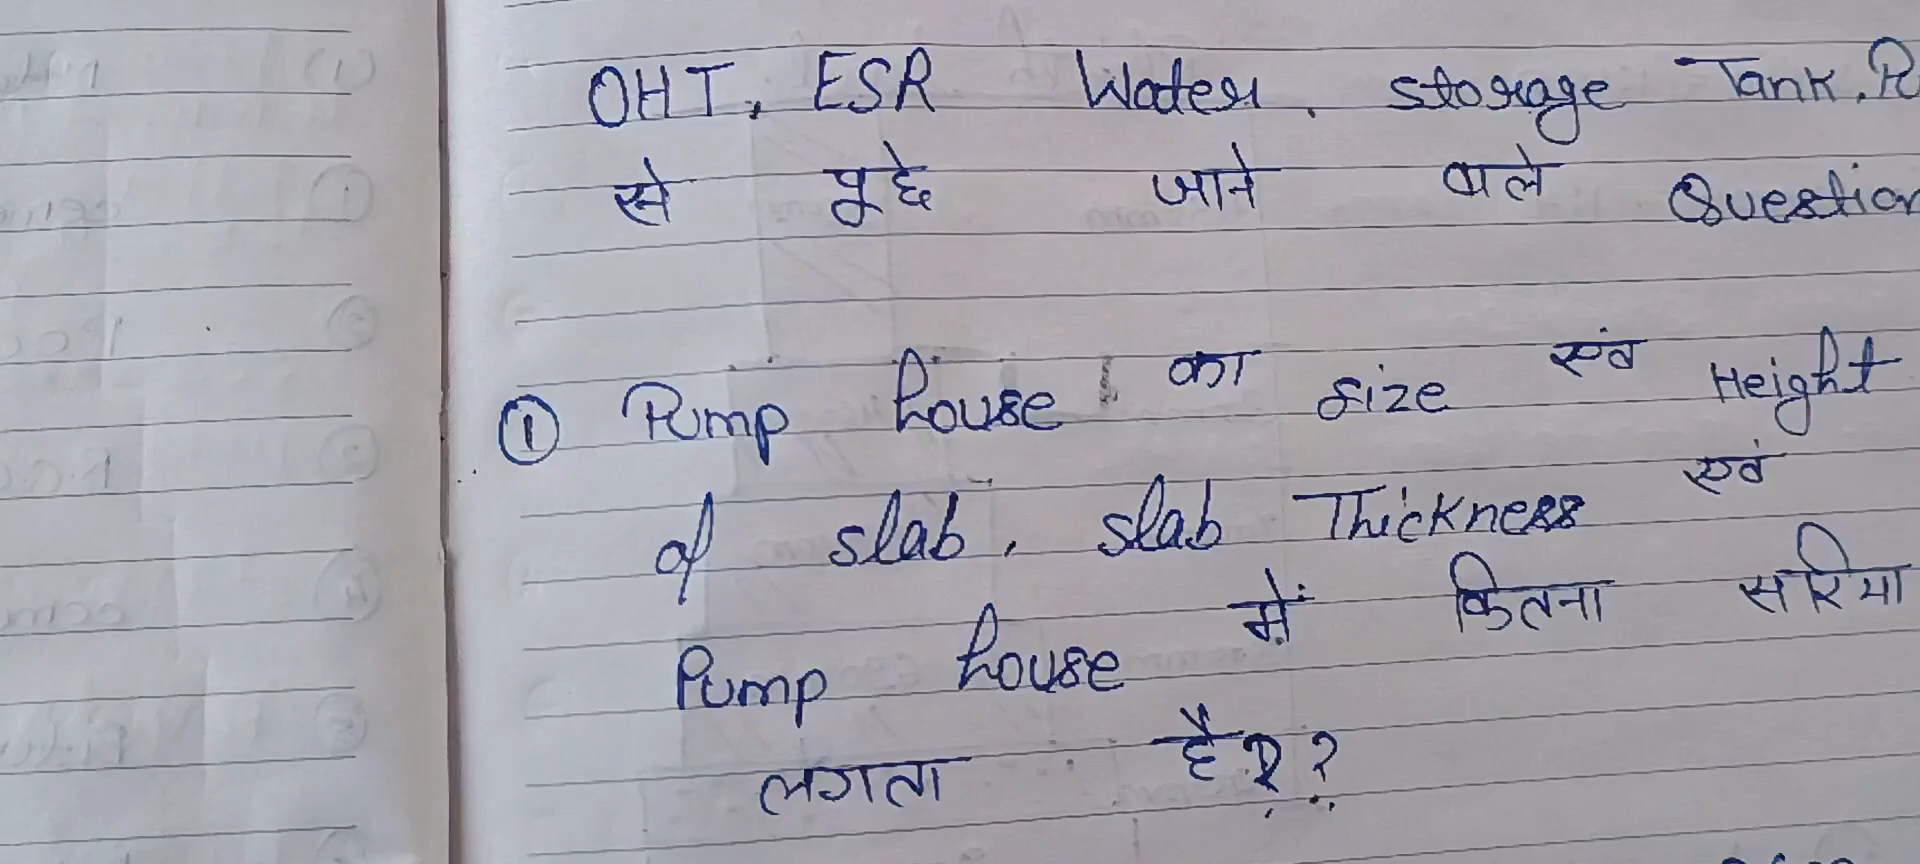 OHT, ESR Water storage Tank,
से पूछे जाने वाले Question
① Pump house का size एवं Height
of slab, slab Thickness एवं
Pump house में कितना सरिया
लगता है??